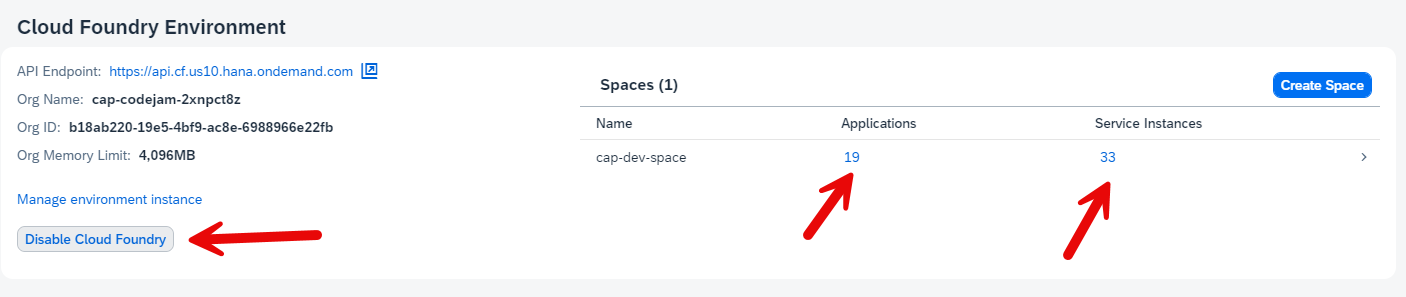 Cloud Foundry Environment
API Endpoint: https://api.cf.us10.hana.ondemand.com
Org Name: cap-codejam-2xnpct8z
Org ID: b18ab220-19e5-4bf9-ac8e-6988966e22fb
Org Memory Limit: 4,096MB
Manage environment instance
Disable Cloud Foundry
Spaces (1)
Create Space
Name Applications Service Instances
cap-dev-space 19 33